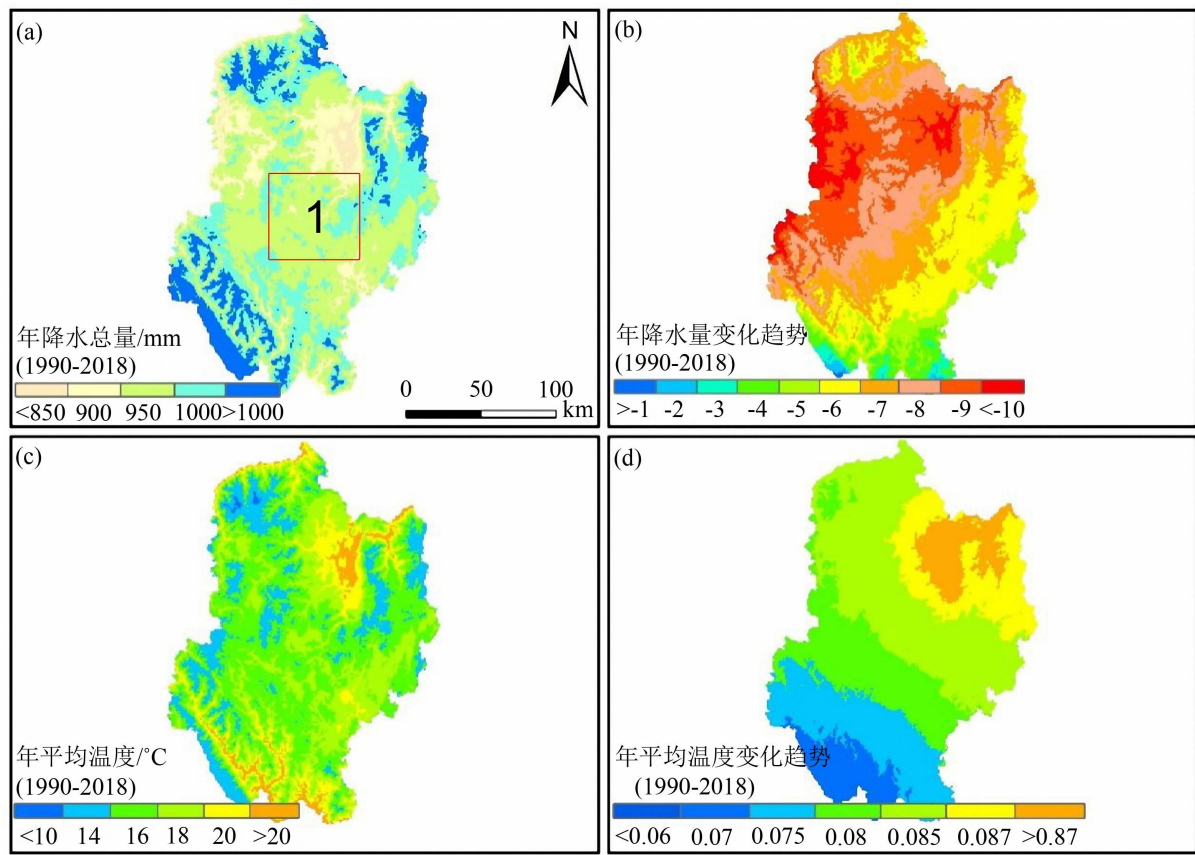 (a)
N
1
年降水总量/mm
(1990-2018)
<850 900 950 1000 >1000
0 50 100
km
(b)
年降水量变化趋势
(1990-2018)
>-1 -2 -3 -4 -5 -6 -7 -8 -9 <-10
(c)
年平均温度/°C
(1990-2018)
<10 14 16 18 20 >20
(d)
年平均温度变化趋势
(1990-2018)
<0.06 0.07 0.075 0.08 0.085 0.087 >0.87